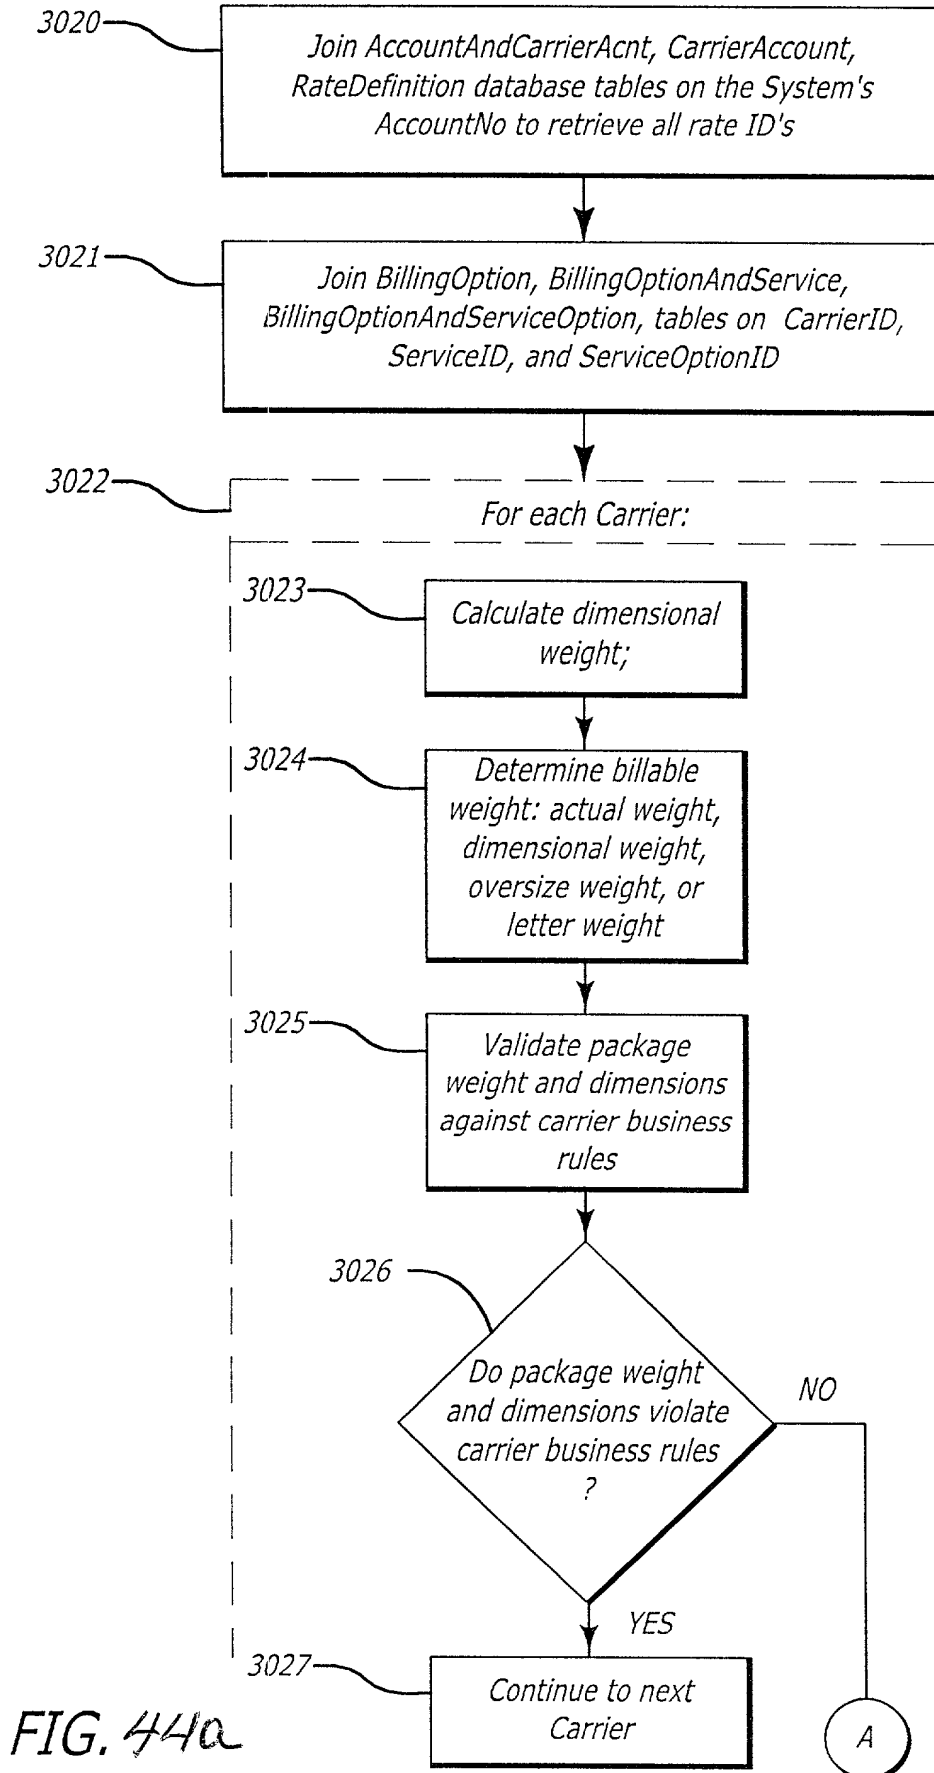 3020
Join AccountAndCarrierAcnt, CarrierAccount,
RateDefinition database tables on the System's
AccountNo to retrieve all rate ID's
3021
Join BillingOption, BillingOptionAndService,
BillingOptionAndServiceOption, tables on CarrierID,
ServiceID, and ServiceOptionID
3022
For each Carrier:
3023
Calculate dimensional
weight;
3024
Determine billable
weight: actual weight,
dimensional weight,
oversize weight, or
letter weight
3025
Validate package
weight and dimensions
against carrier business
rules
3026
Do package weight
and dimensions violate
carrier business rules
?
NO
YES
3027
Continue to next
Carrier
A
FIG. 44a